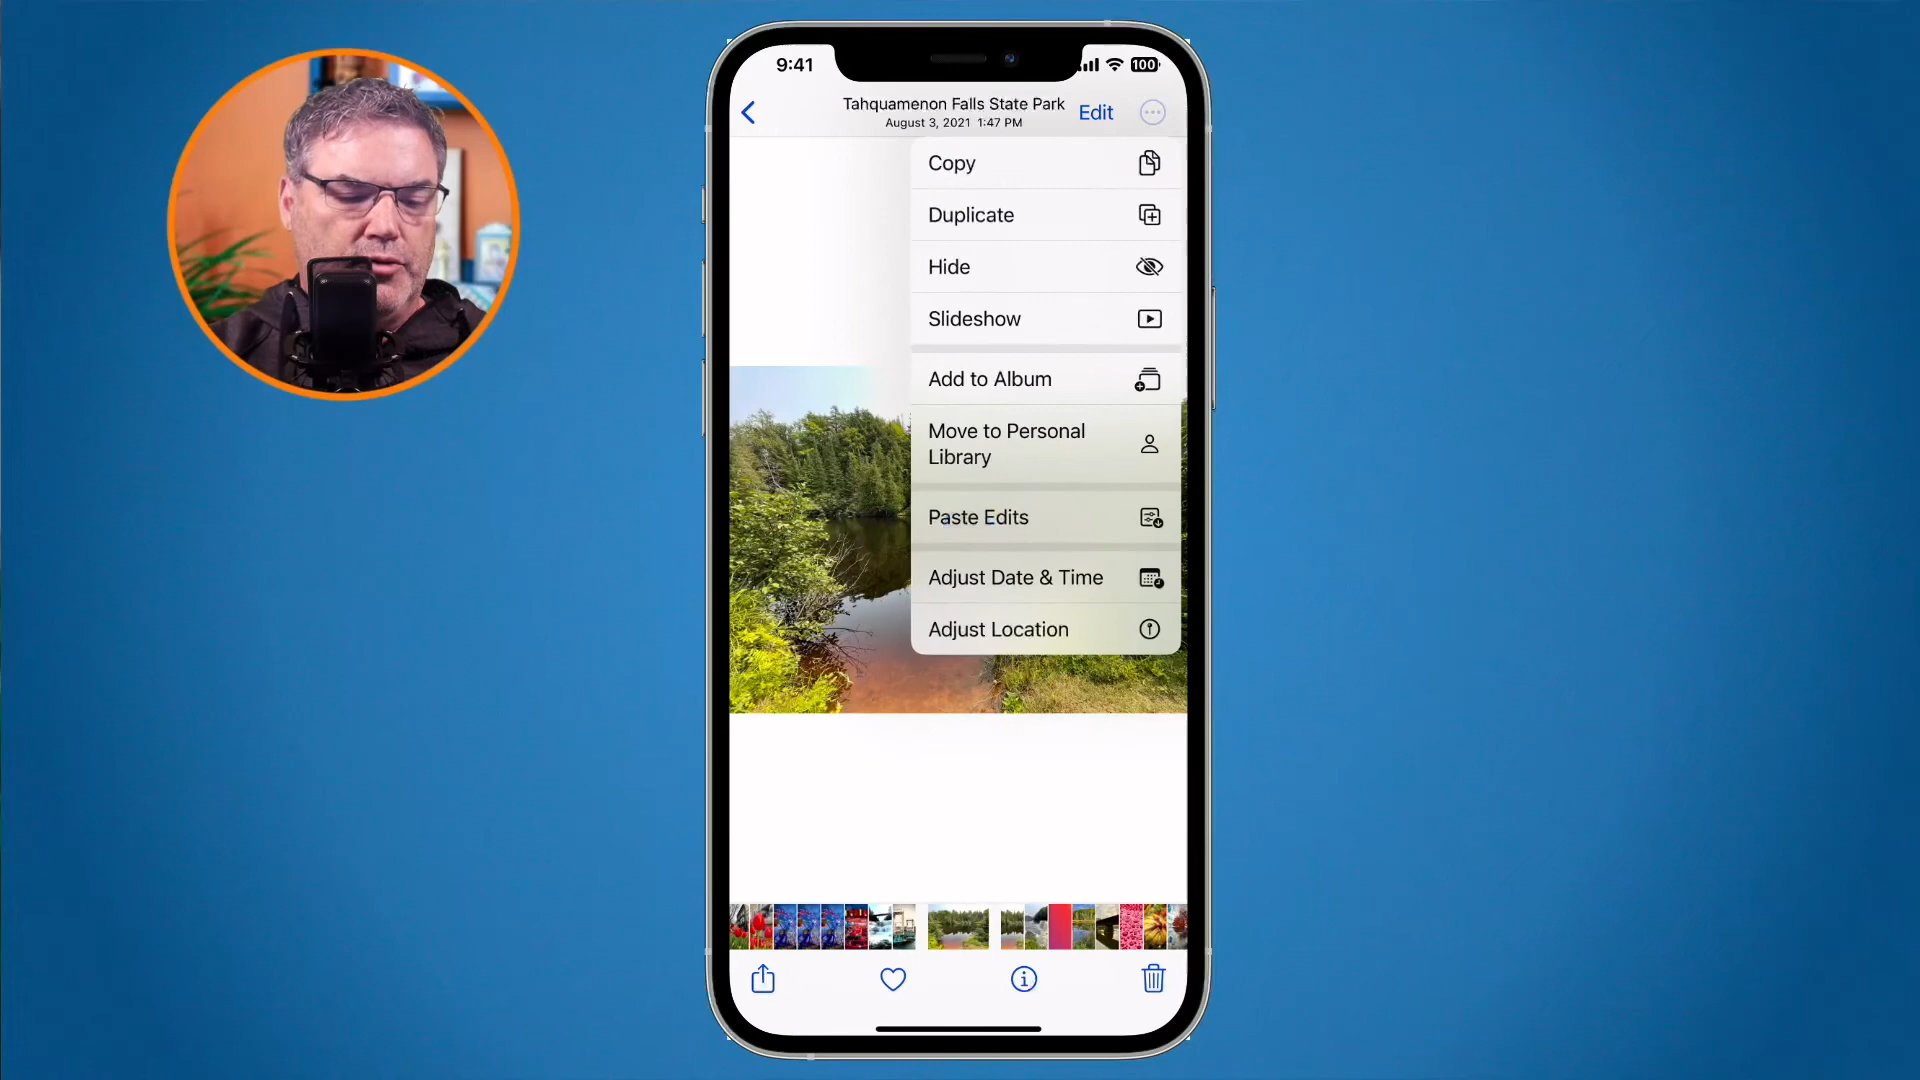 9:41
100
Tahquamenon Falls State Park
August 3, 2021 1:47 PM
Edit
Copy
Duplicate
Hide
Slideshow
Add to Album
Move to Personal
Library
Paste Edits
Adjust Date & Time
Adjust Location